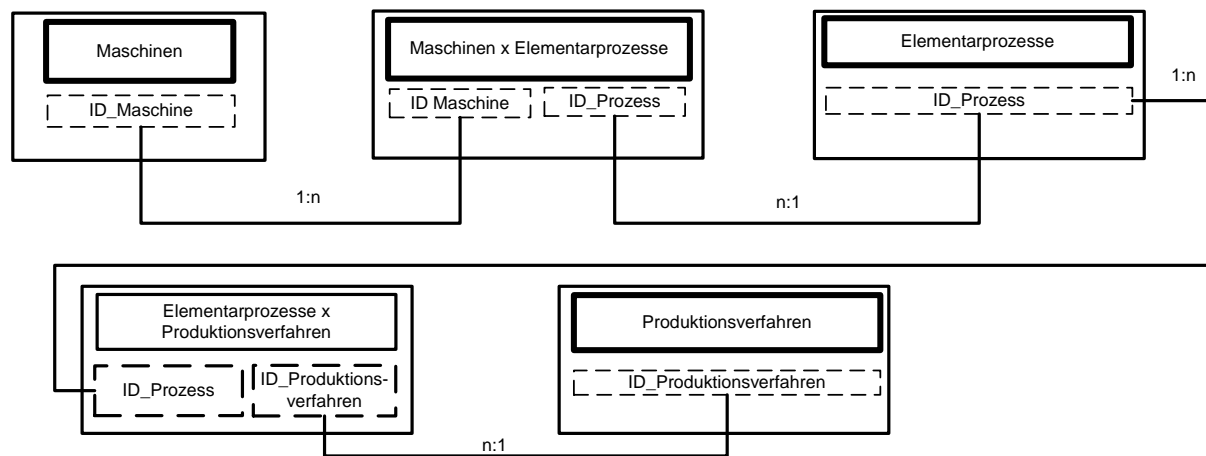 Maschinen
ID_Maschine
1:n
Maschinen x Elementarprozesse
ID Maschine
ID_Prozess
n:1
Elementarprozesse
ID_Prozess
1:n
Elementarprozesse x
Produktionsverfahren
ID_Prozess
ID_Produktions-
verfahren
n:1
Produktionsverfahren
ID_Produktionsverfahren